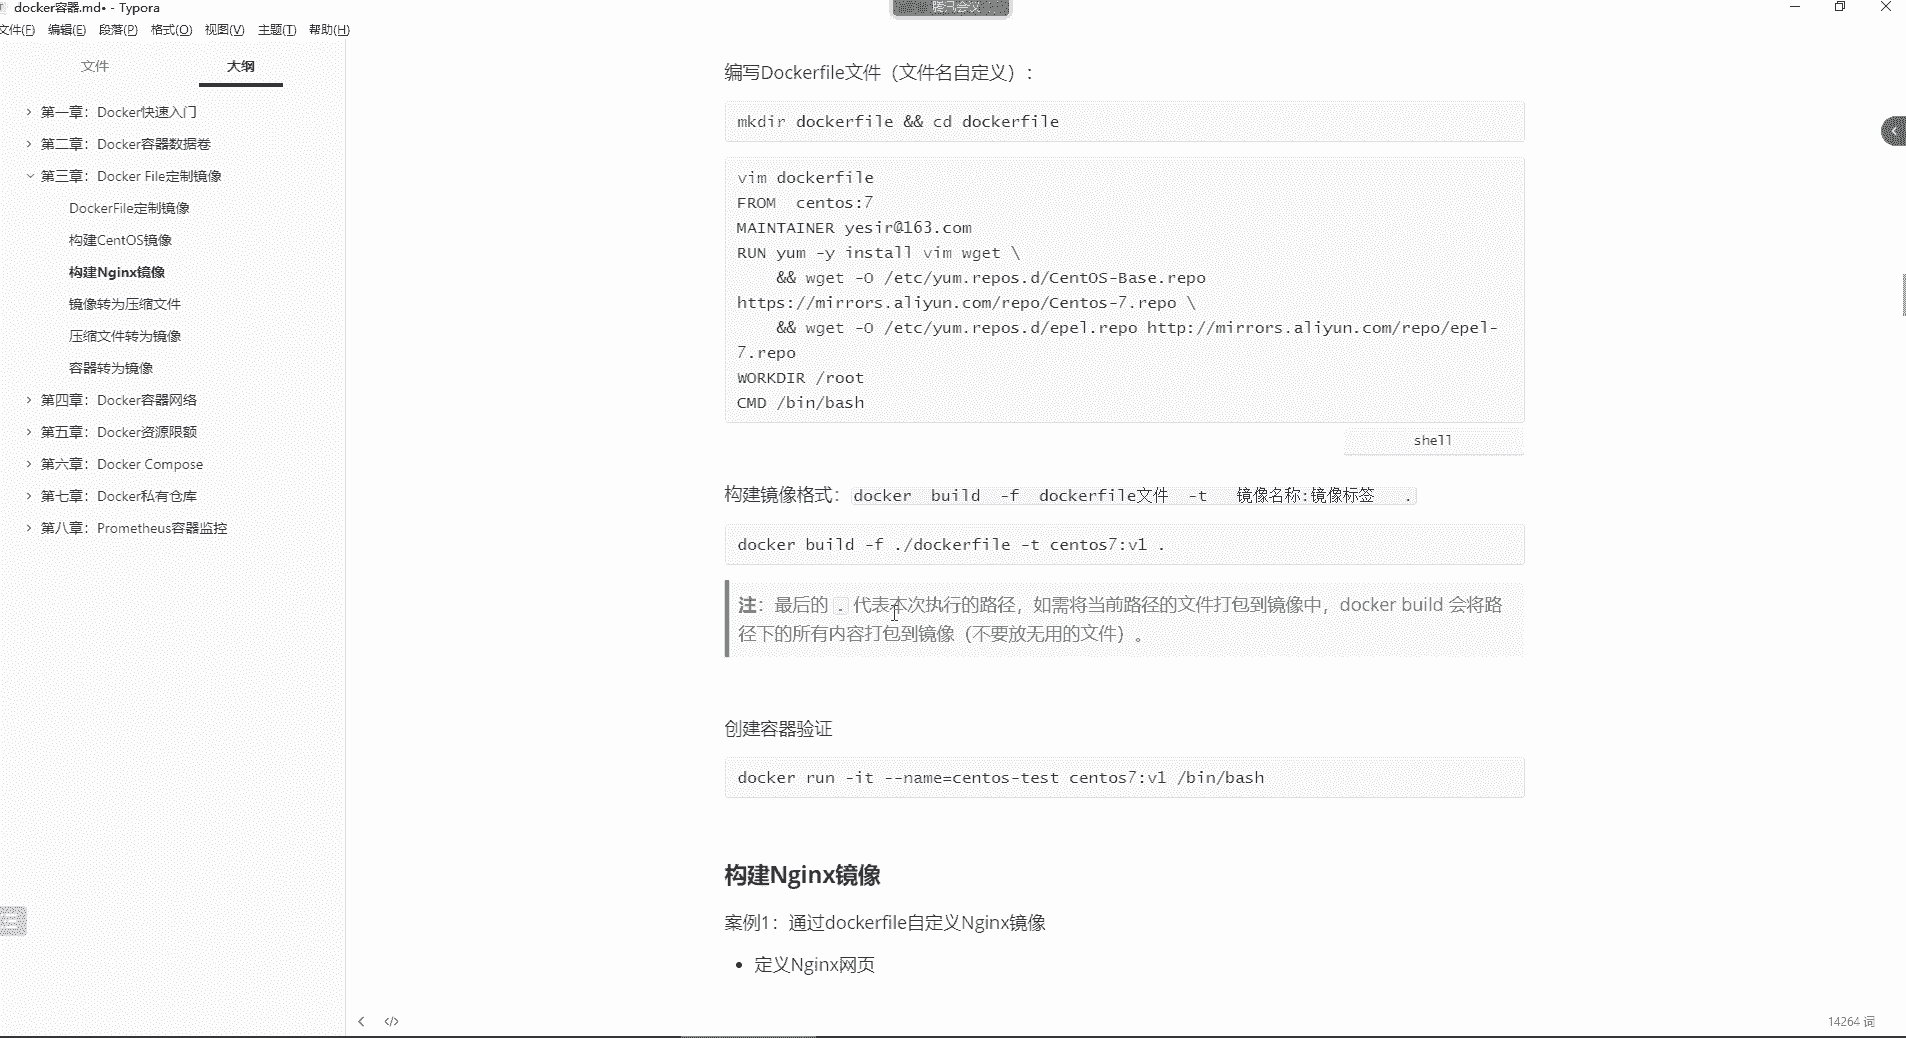 docker容器.md• - Typora
腾讯会议
文件(F) 编辑(E) 段落(P) 格式(O) 视图(V) 主题(T) 帮助(H)
文件 大纲
第一章：Docker快速入门
第二章：Docker容器数据卷
第三章：Docker File定制镜像
DockerFile定制镜像
构建CentOS镜像
构建Nginx镜像
镜像转为压缩文件
压缩文件转为镜像
容器转为镜像
第四章：Docker容器网络
第五章：Docker资源限额
第六章：Docker Compose
第七章：Docker私有仓库
第八章：Prometheus容器监控
编写Dockerfile文件（文件名自定义）：
mkdir dockerfile && cd dockerfile
vim dockerfile
FROM  centos:7
MAINTAINER yesir@163.com
RUN yum -y install vim wget \
    && wget -O /etc/yum.repos.d/CentOS-Base.repo
https://mirrors.aliyun.com/repo/Centos-7.repo \
    && wget -O /etc/yum.repos.d/epel.repo http://mirrors.aliyun.com/repo/epel-
7.repo
WORKDIR /root
CMD /bin/bash
shell
构建镜像格式：docker  build  -f  dockerfile文件  -t   镜像名称:镜像标签   .
docker build -f ./dockerfile -t centos7:v1 .
注：最后的 . 代表本次执行的路径，如需将当前路径的文件打包到镜像中，docker build 会将路
径下的所有内容打包到镜像（不要放无用的文件）。
创建容器验证
docker run -it --name=centos-test centos7:v1 /bin/bash
构建Nginx镜像
案例1：通过dockerfile自定义Nginx镜像
• 定义Nginx网页
14264 词